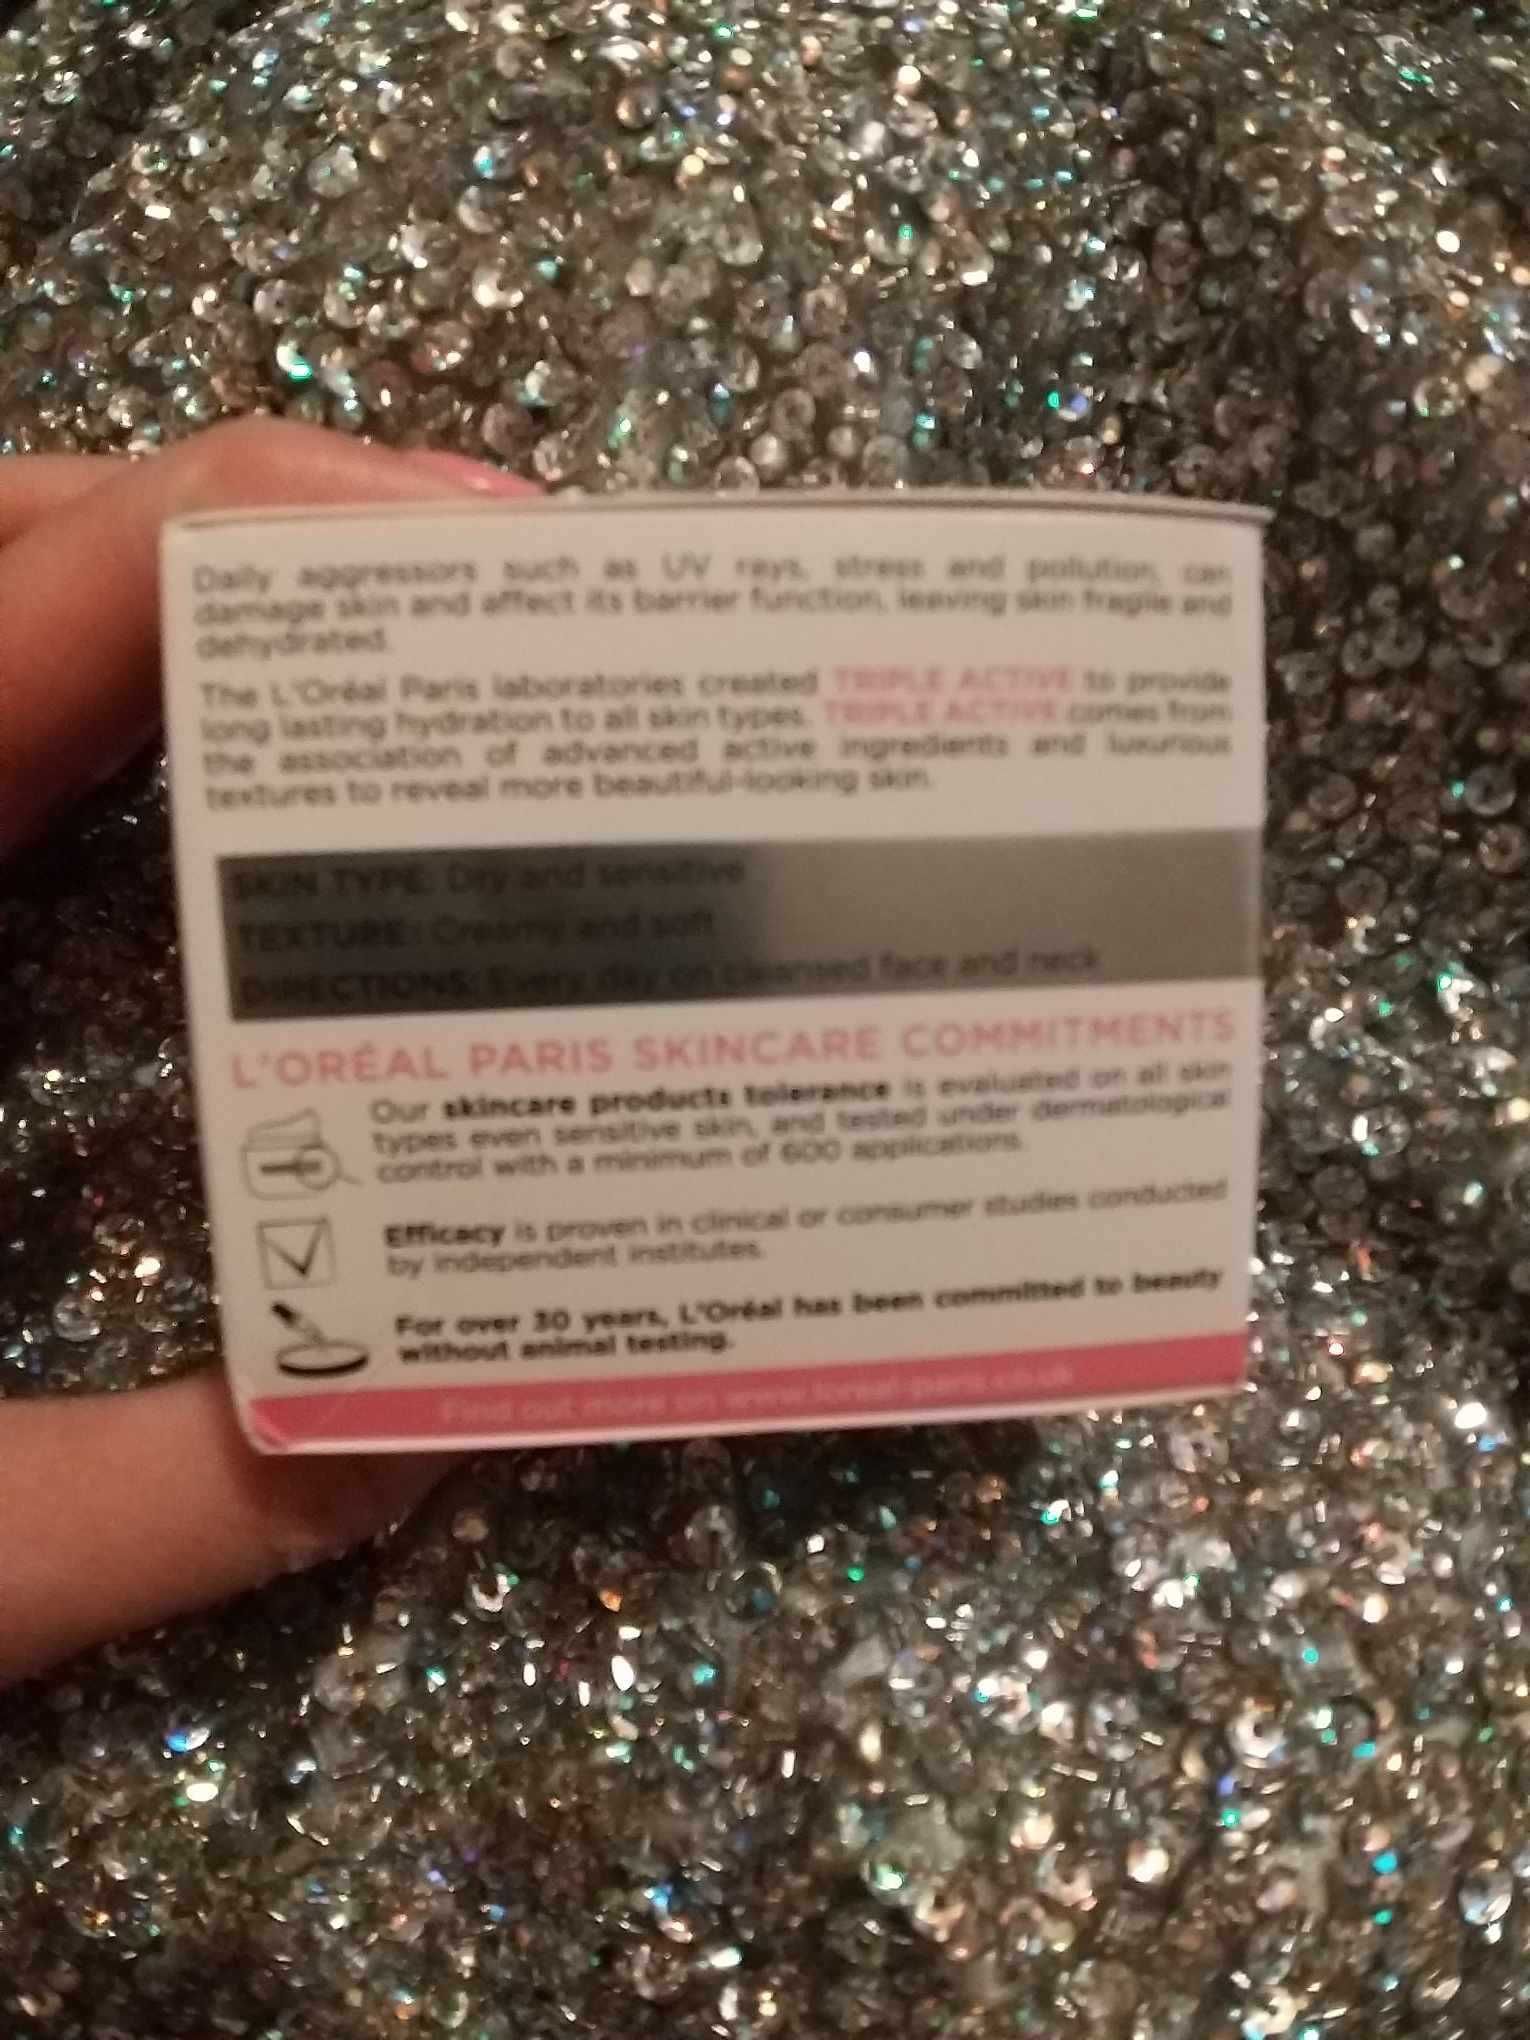 Daily aggressors such as UV rays, stress and pollution, can
damage skin and affect its barrier function, leaving skin fragile and
dehydrated.
The L'Oréal Paris laboratories created TRIPLE ACTIVE to provide
long lasting hydration to all skin types. TRIPLE ACTIVE comes from
the association of advanced active ingredients and luxurious
textures to reveal more beautiful-looking skin.
SKIN TYPE: Dry and sensitive
TEXTURE: Creamy and soft
DIRECTIONS: Every day on cleansed face and neck
L'ORÉAL PARIS SKINCARE COMMITMENTS
Our skincare products tolerance is evaluated on all skin
types even sensitive skin, and tested under dermatological
control with a minimum of 600 applications.
Efficacy is proven in clinical or consumer studies conducted
by independent institutes.
For over 30 years, L'Oréal has been committed to beauty
without animal testing.
Find out more on www.loreal-paris.co.uk